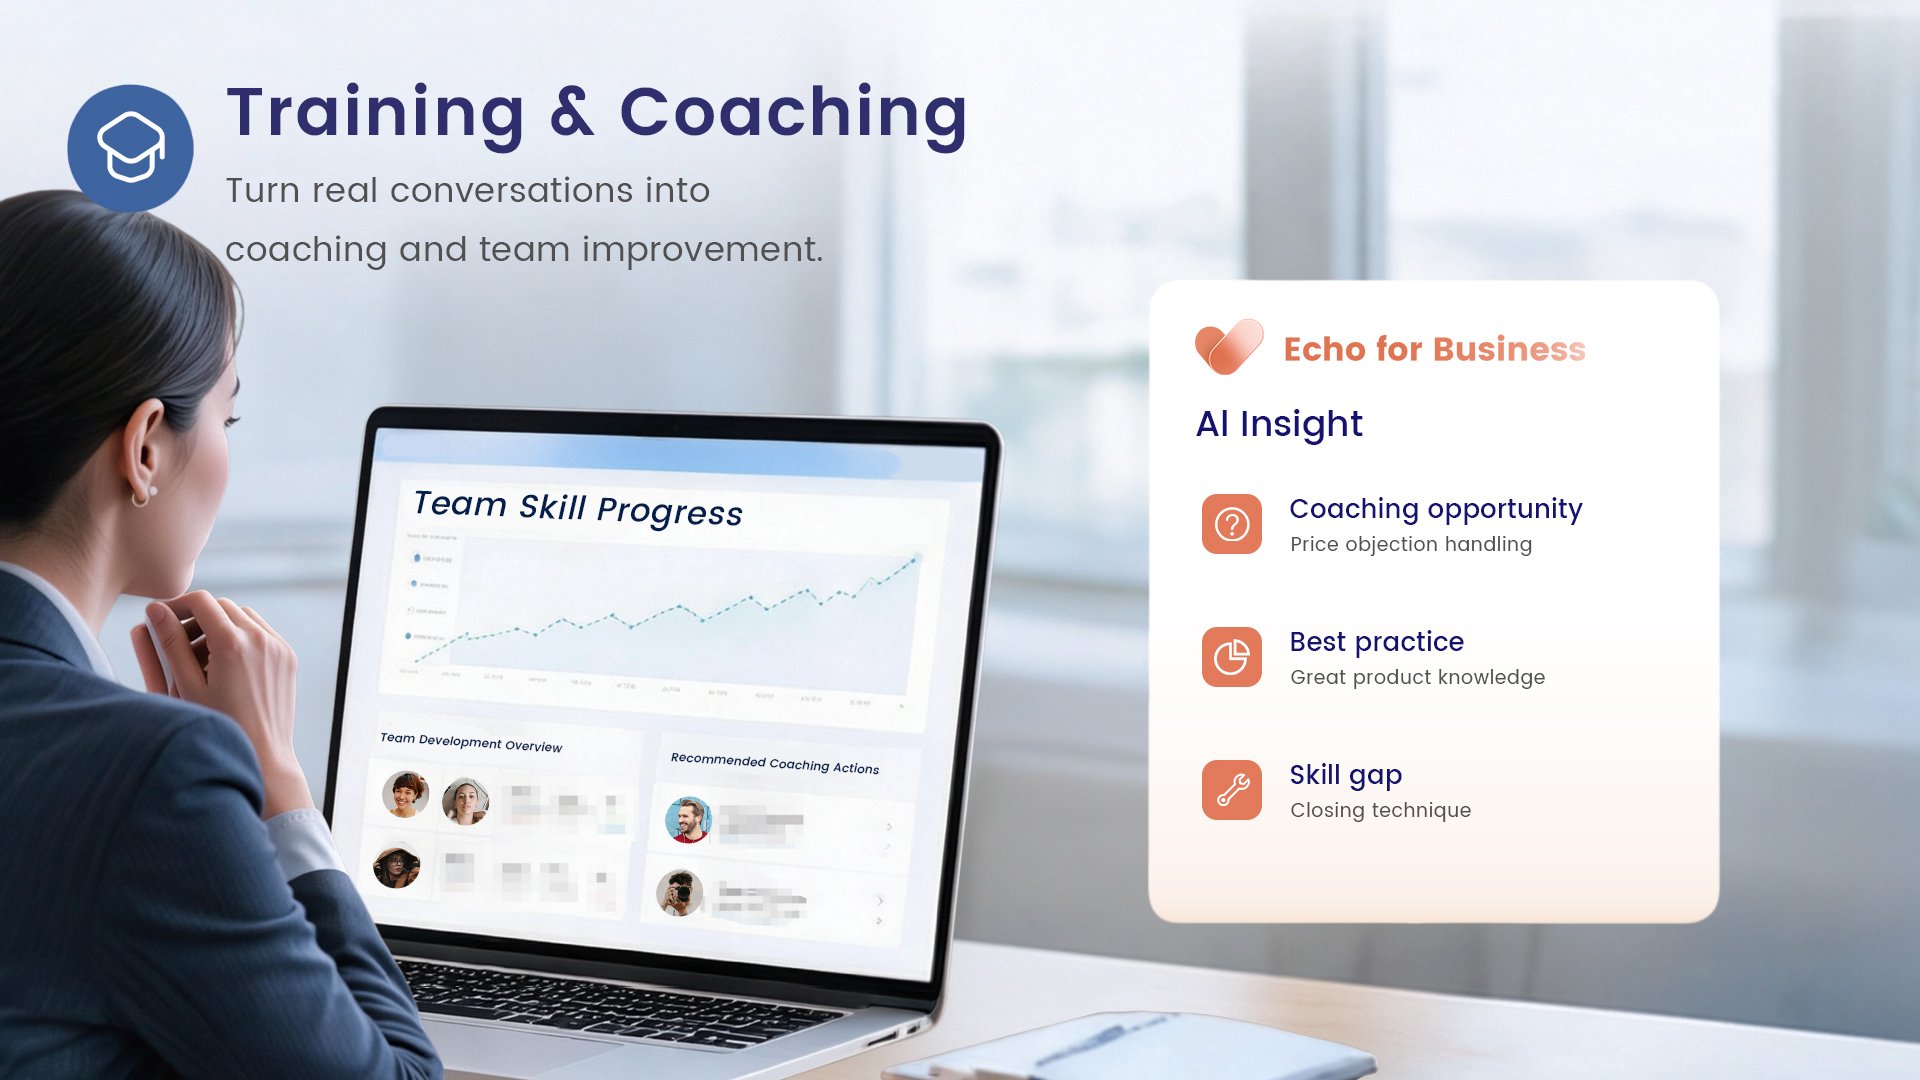 Training & Coaching
Turn real conversations into
coaching and team improvement.
Team Skill Progress
Team Development Overview
Recommended Coaching Actions
Echo for Business
AI Insight
Coaching opportunity
Price objection handling
Best practice
Great product knowledge
Skill gap
Closing technique